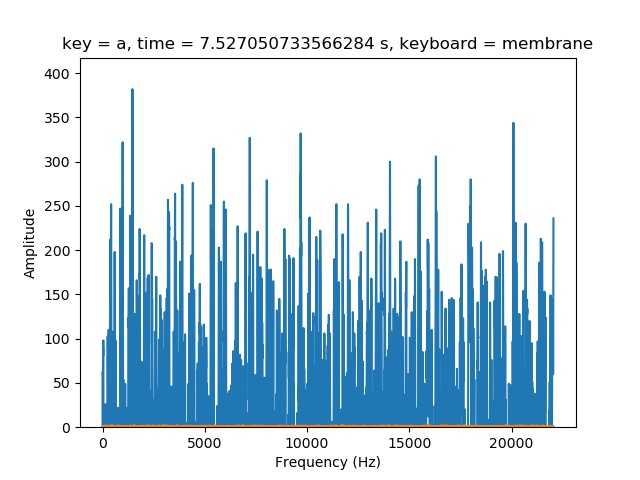 key = a, time = 7.527050733566284 s, keyboard = membrane
400
350
300
250
200
150
100
50
0
Amplitude
0 5000 10000 15000 20000
Frequency (Hz)